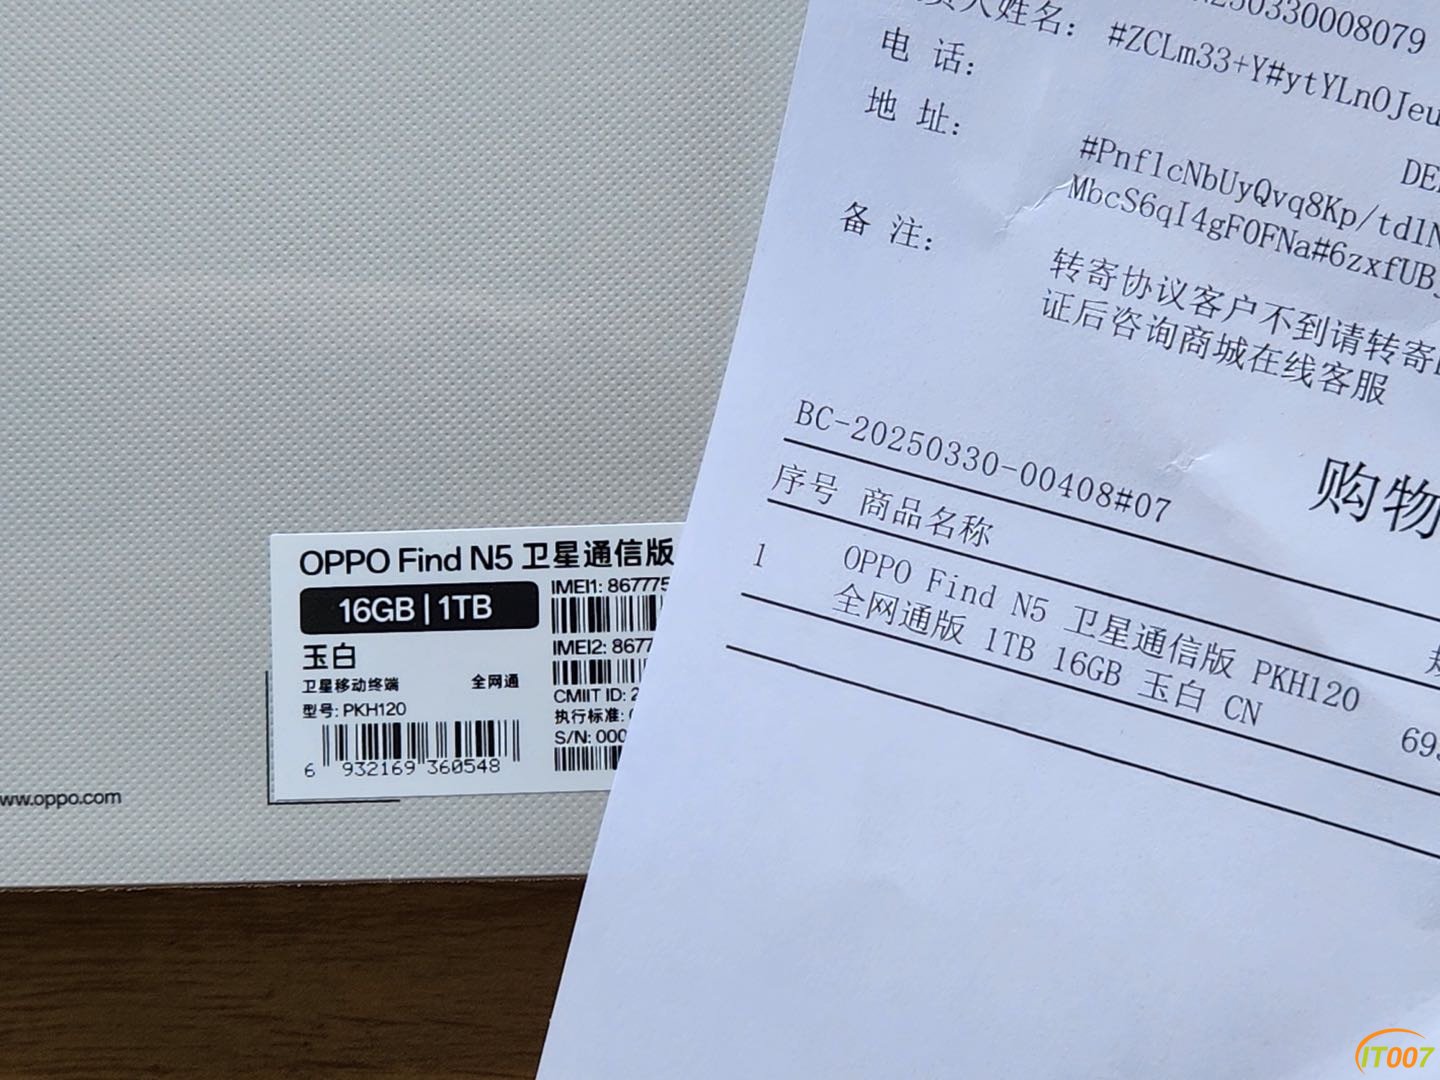 OPPO Find N5 卫星通信版
16GB | 1TB
玉白
卫星移动终端 全网通
型号: PKH120
6 932169 360548
IMEI1: 867775
IMEI2: 8677
CMIIT ID: 2
执行标准:
S/N: 000
www.oppo.com
250330008079
人姓名: #ZCLm33+Y#ytYLnOJeu
电 话:
地 址:
DE
#Pnf1cNbUyQvq8Kp/td1N
MbcS6qI4gF0FNa#6zxfUB
备 注:
转寄协议客户不到请转寄
证后咨询商城在线客服
BC-20250330-00408#07
购物
序号 商品名称
1 OPPO Find N5 卫星通信版 PKH120
全网通版 1TB 16GB 玉白 CN
693
IT007